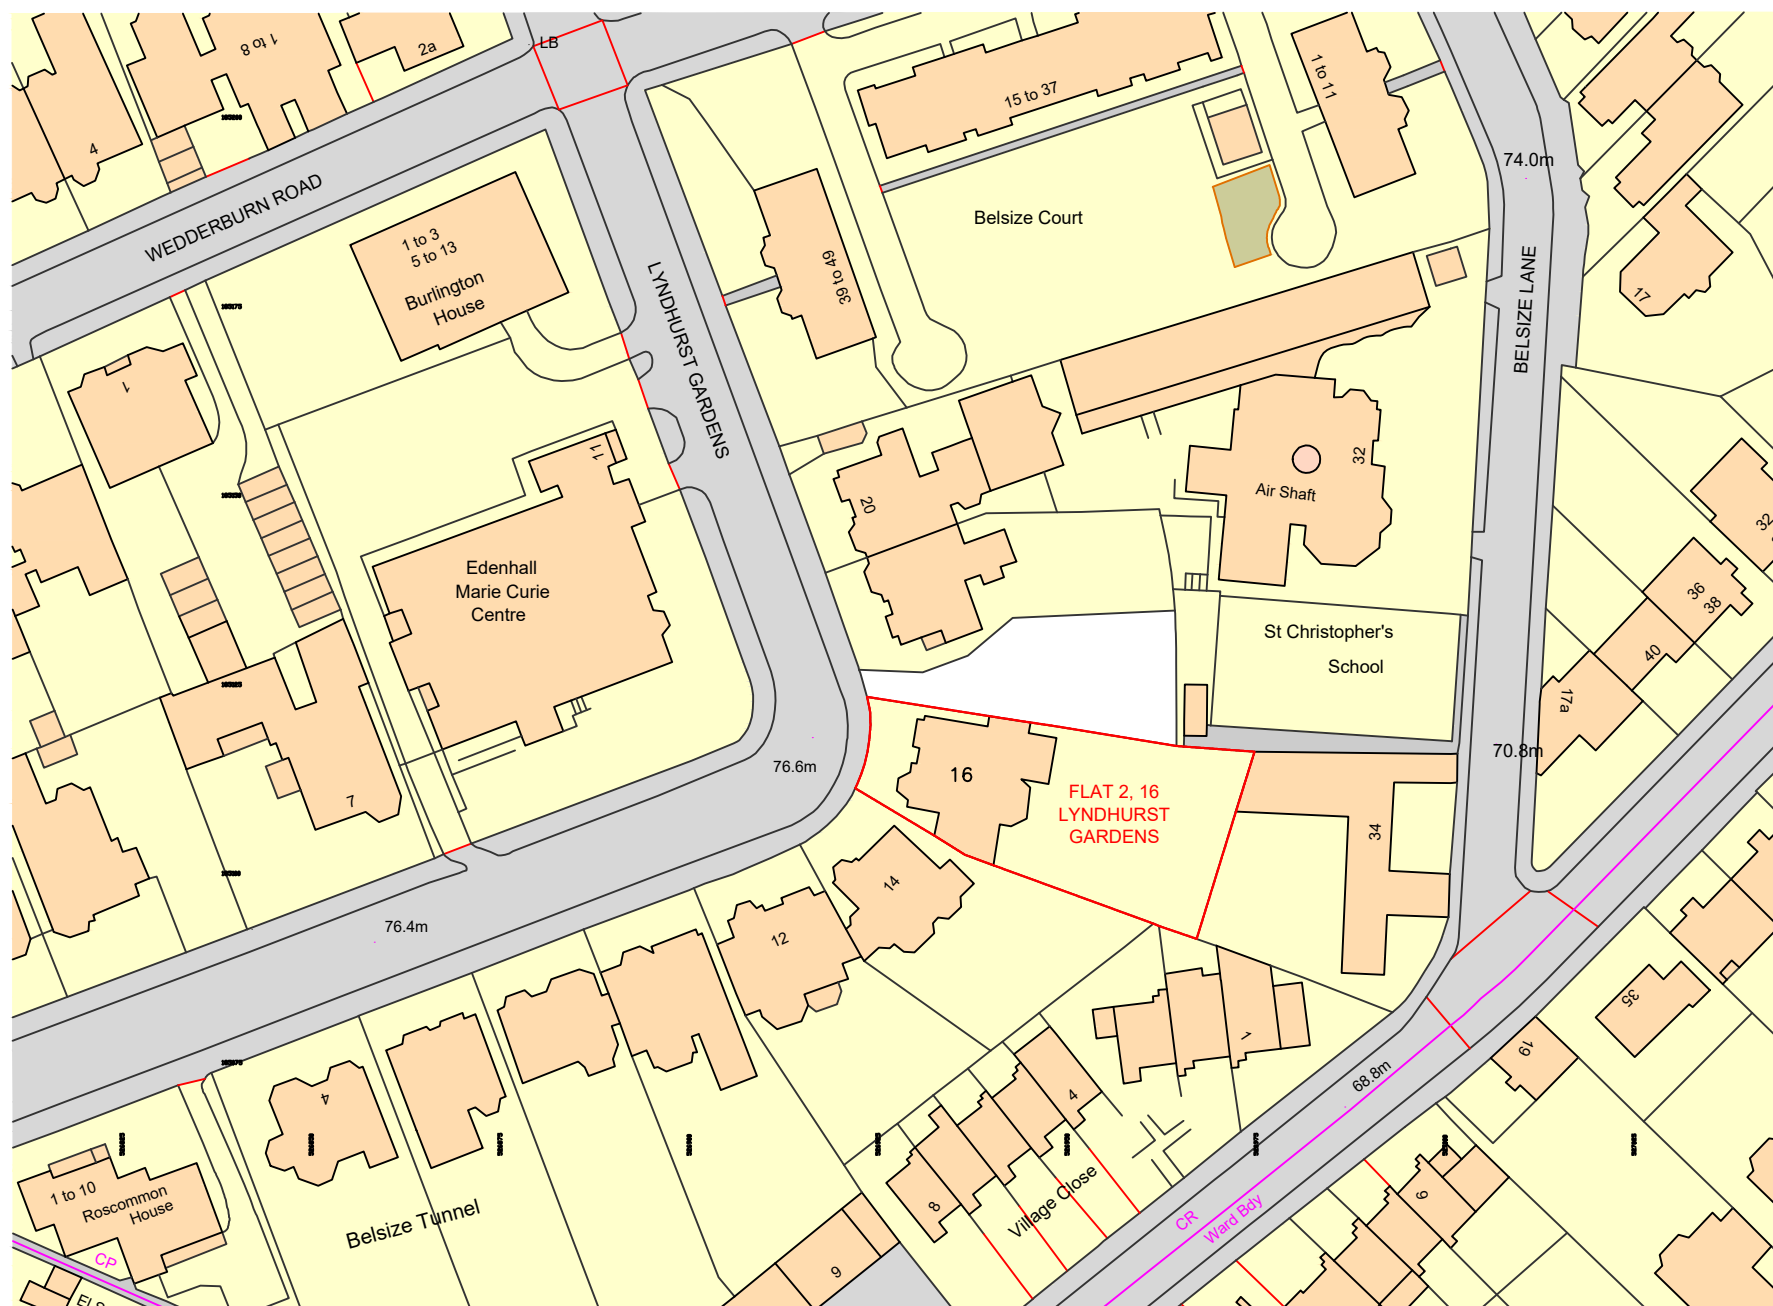 LB
1 to 8
2a
4
15 to 37
1 to 11
74.0m
WEDDERBURN ROAD
1 to 3
5 to 13
Burlington
House
LYNDHURST GARDENS
39 to 49
Belsize Court
BELSIZE LANE
17
1
11
20
32
Air Shaft
32
Edenhall
Marie Curie
Centre
St Christopher's
School
36
38
40
17a
70.8m
76.6m
16
FLAT 2, 16
LYNDHURST
GARDENS
7
34
14
12
76.4m
35
19
1
4
68.8m
4
8
Village Close
9
9
CR
Ward Bdy
1 to 10
Roscommon
House
Belsize Tunnel
CP